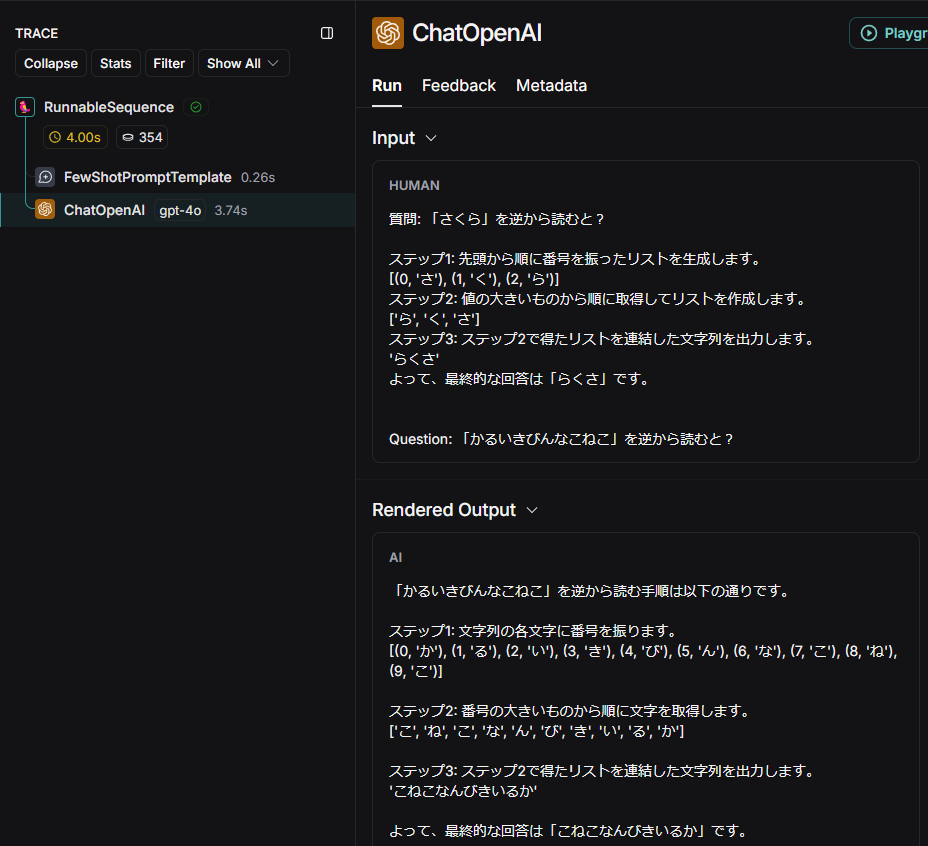 TRACE
Collapse Stats Filter Show All
RunnableSequence
4.00s 354
FewShotPromptTemplate 0.26s
ChatOpenAI gpt-4o 3.74s
ChatOpenAI
Playgr
Run Feedback Metadata
Input
HUMAN
質問: 「さくら」を逆から読むと？
ステップ1: 先頭から順に番号を振ったリストを生成します。
[(0, 'さ'), (1, 'く'), (2, 'ら')]
ステップ2: 値の大きいものから順に取得してリストを作成します。
['ら', 'く', 'さ']
ステップ3: ステップ2で得たリストを連結した文字列を出力します。
'らくさ'
よって、最終的な回答は「らくさ」です。
Question: 「かるいきびんなこねこ」を逆から読むと？
Rendered Output
AI
「かるいきびんなこねこ」を逆から読む手順は以下の通りです。
ステップ1: 文字列の各文字に番号を振ります。
[(0, 'か'), (1, 'る'), (2, 'い'), (3, 'き'), (4, 'び'), (5, 'ん'), (6, 'な'), (7, 'こ'), (8, 'ね'),
(9, 'こ')]
ステップ2: 番号の大きいものから順に文字を取得します。
['こ', 'ね', 'こ', 'な', 'ん', 'び', 'き', 'い', 'る', 'か']
ステップ3: ステップ2で得たリストを連結した文字列を出力します。
'こねこなんびきいるか'
よって、最終的な回答は「こねこなんびきいるか」です。